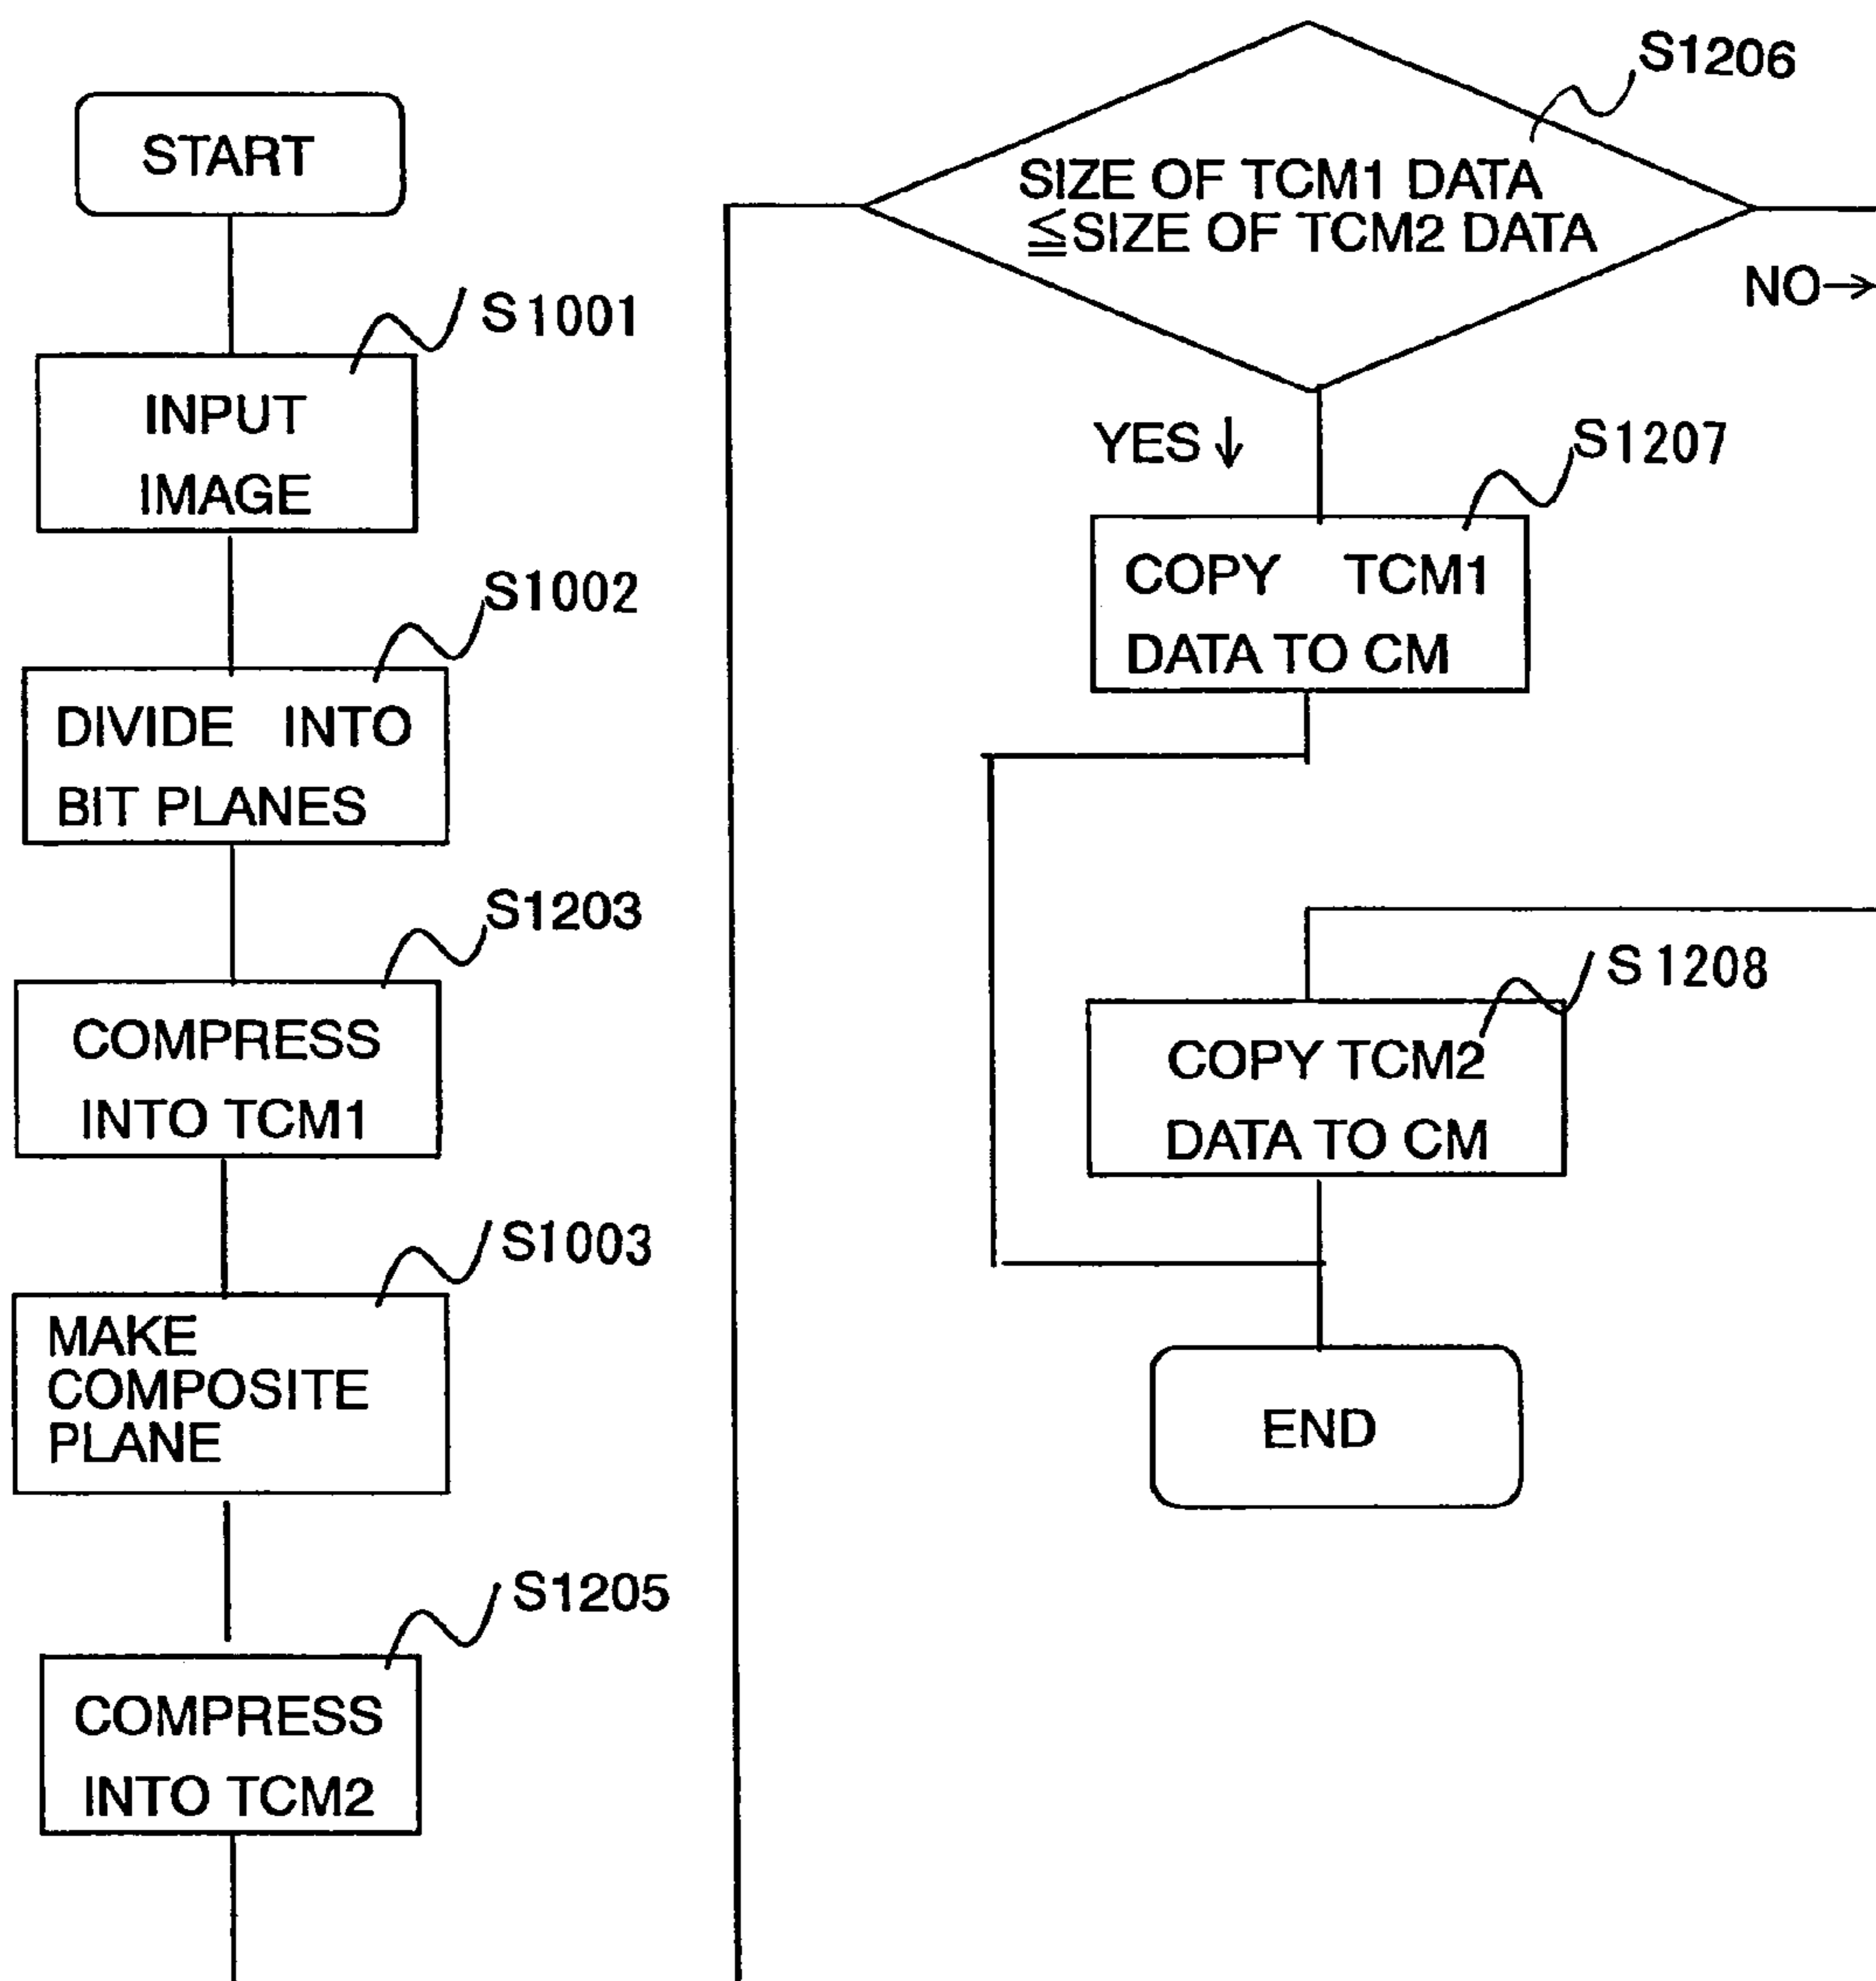 START
S1001
INPUT
IMAGE
S1002
DIVIDE INTO
BIT PLANES
S1203
COMPRESS
INTO TCM1
S1003
MAKE
COMPOSITE
PLANE
S1205
COMPRESS
INTO TCM2
S1206
SIZE OF TCM1 DATA
≦SIZE OF TCM2 DATA
NO→
YES↓
S1207
COPY TCM1
DATA TO CM
S1208
COPY TCM2
DATA TO CM
END